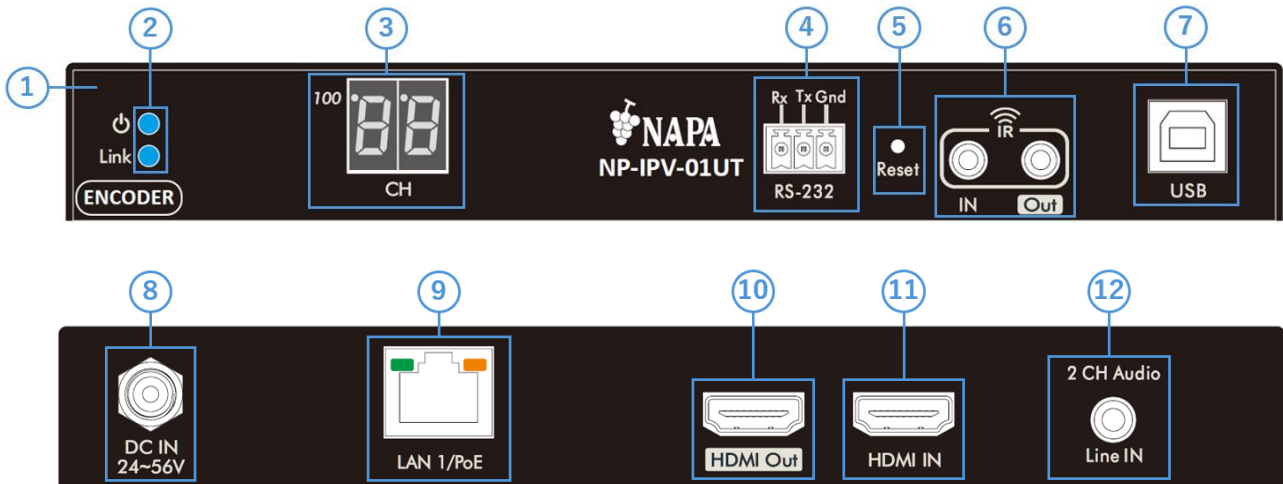 1
2
3
4
5
6
7
100
88
Rx Tx Gnd
Link
NAPA
NP-IPV-01UT
Reset
IR
ENCODER
CH
RS-232
IN
Out
USB
8
9
10
11
12
2 CH Audio
DC IN
24~56V
LAN 1/PoE
HDMI Out
HDMI IN
Line IN